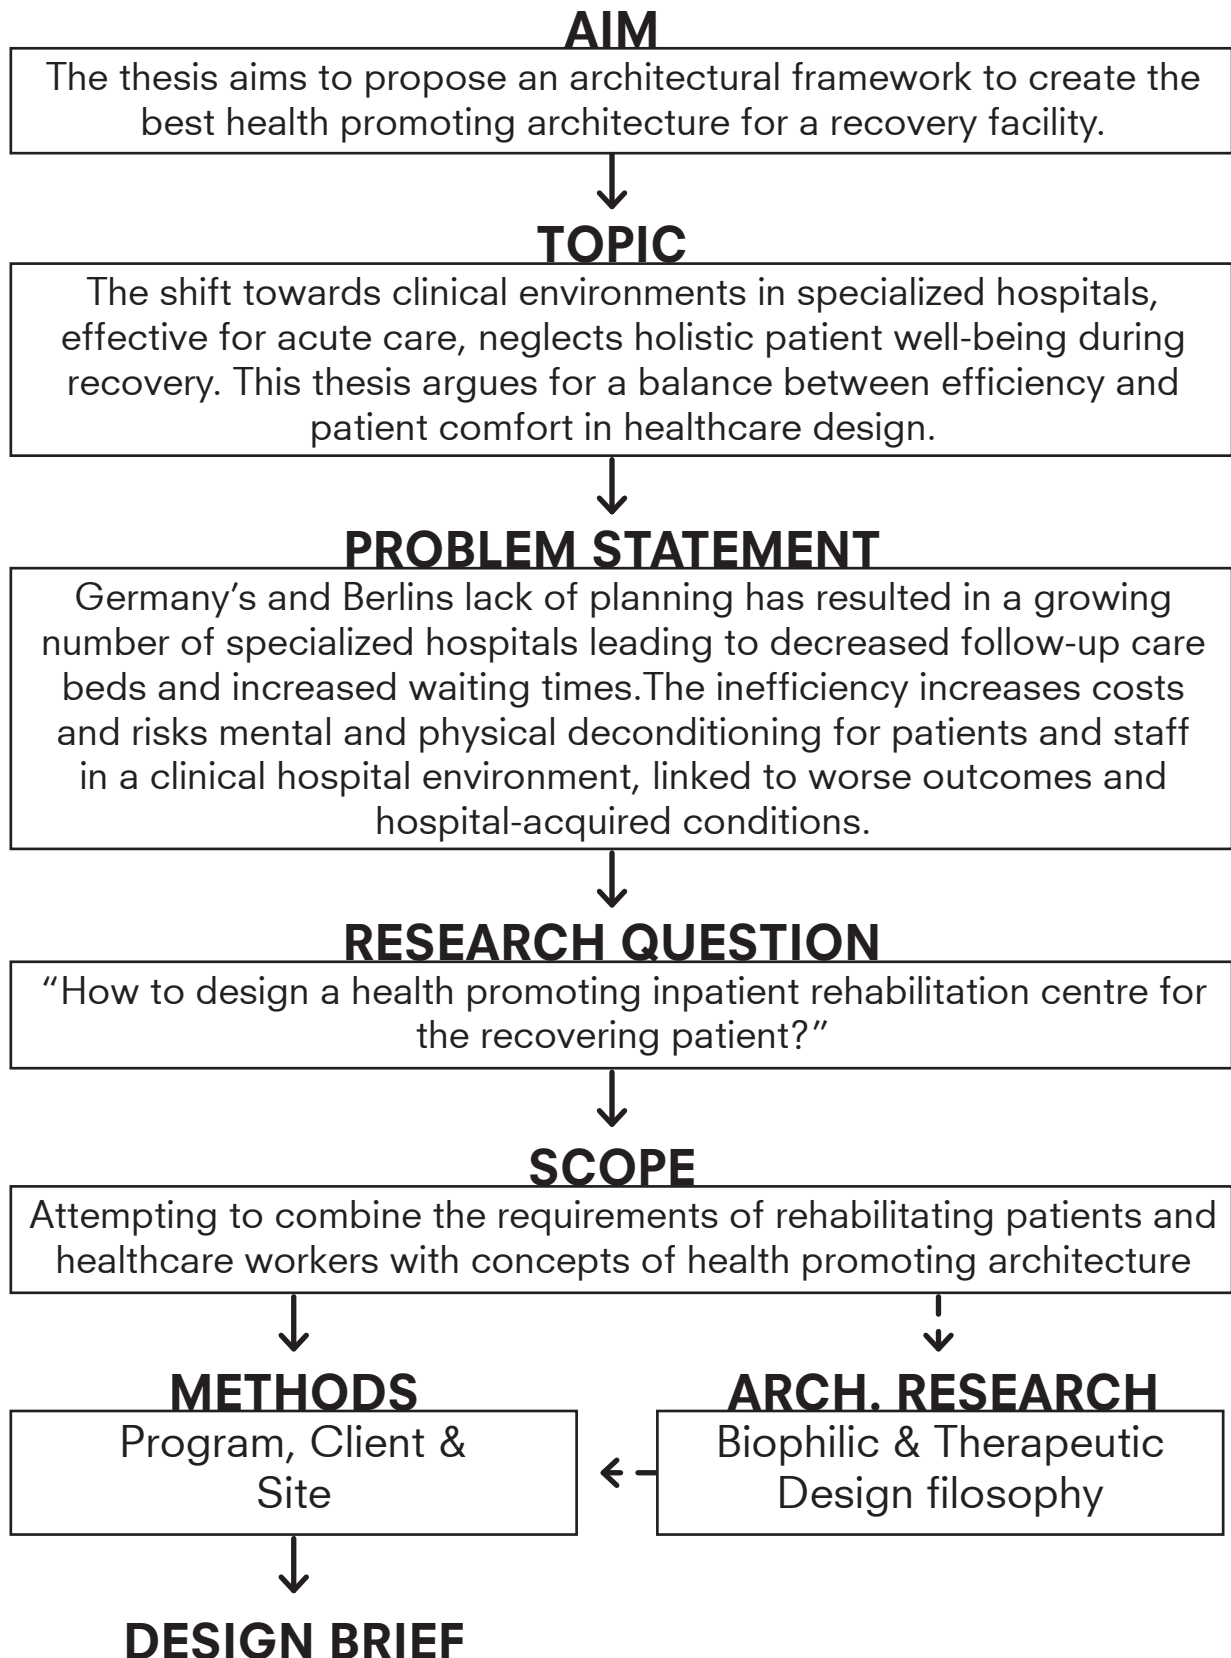 AIM
The thesis aims to propose an architectural framework to create the
best health promoting architecture for a recovery facility.
TOPIC
The shift towards clinical environments in specialized hospitals,
effective for acute care, neglects holistic patient well-being during
recovery. This thesis argues for a balance between efficiency and
patient comfort in healthcare design.
PROBLEM STATEMENT
Germany’s and Berlins lack of planning has resulted in a growing
number of specialized hospitals leading to decreased follow-up care
beds and increased waiting times.The inefficiency increases costs
and risks mental and physical deconditioning for patients and staff
in a clinical hospital environment, linked to worse outcomes and
hospital-acquired conditions.
RESEARCH QUESTION
“How to design a health promoting inpatient rehabilitation centre for
the recovering patient?”
SCOPE
Attempting to combine the requirements of rehabilitating patients and
healthcare workers with concepts of health promoting architecture
METHODS
Program, Client &
Site
ARCH. RESEARCH
Biophilic & Therapeutic
Design filosophy
DESIGN BRIEF